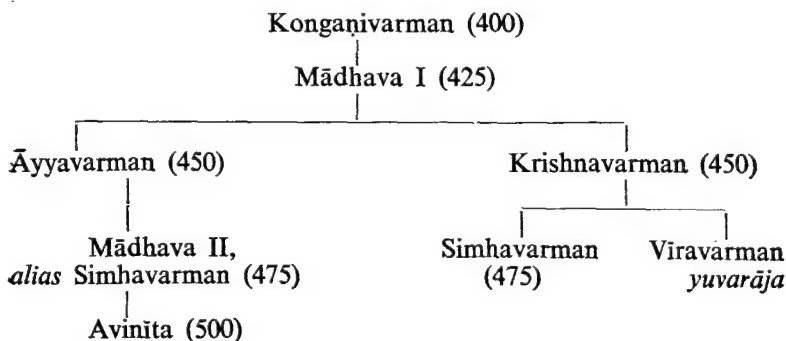 Konganivarman (400)
Mādhava I (425)
Āyyavarman (450) Krishnavarman (450)
Mādhava II, Simhavarman Vīravarman
alias Simhavarman (475) (475) yuvarāja
Avinīta (500)